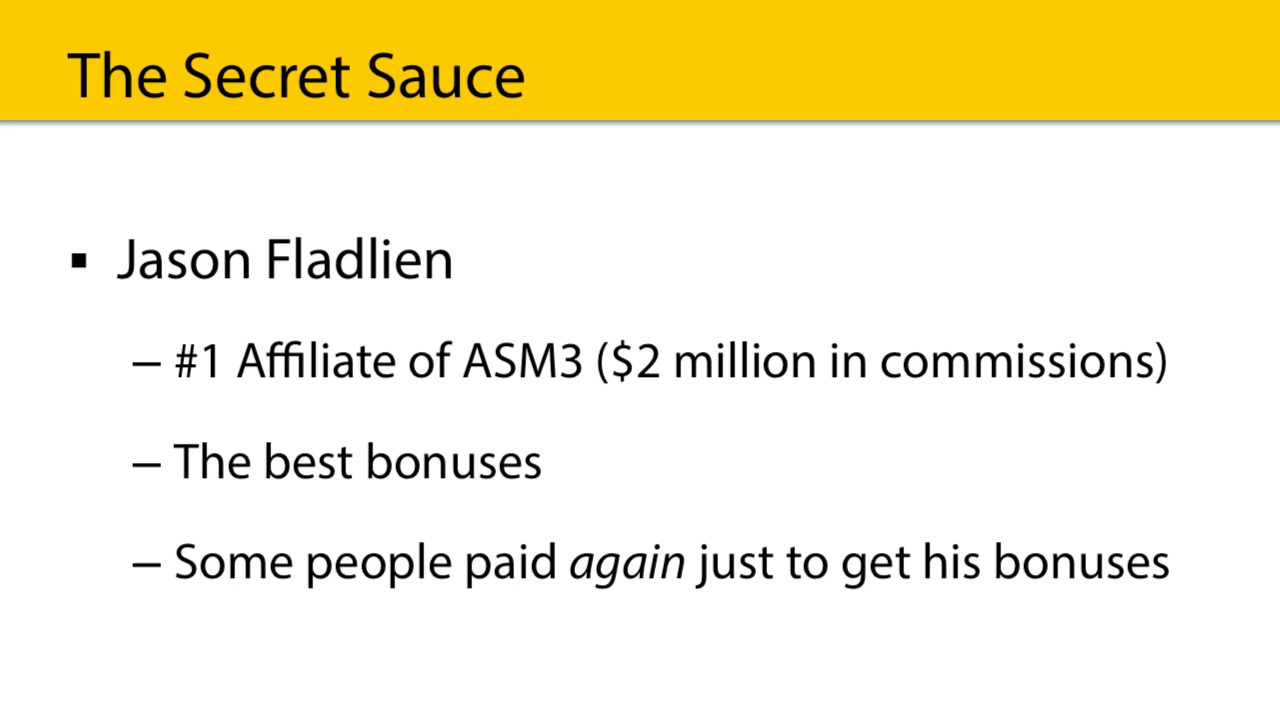 The Secret Sauce
▪ Jason Fladlien
– #1 Affiliate of ASM3 ($2 million in commissions)
– The best bonuses
– Some people paid again just to get his bonuses